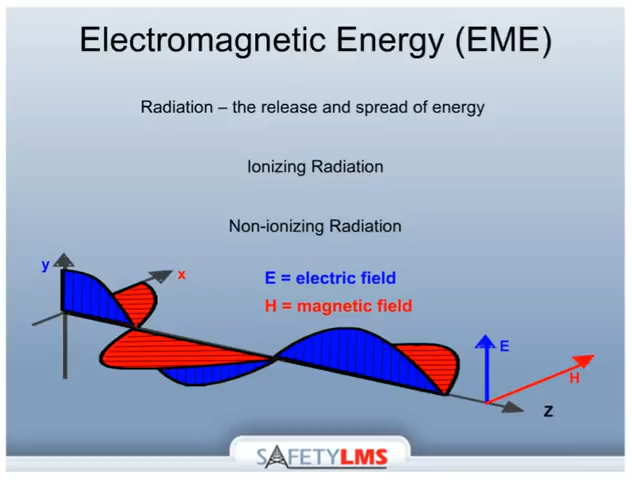 Electromagnetic Energy (EME)
Radiation – the release and spread of energy
Ionizing Radiation
Non-ionizing Radiation
y
x
E = electric field
H = magnetic field
E
H
Z
SAFETYLMS